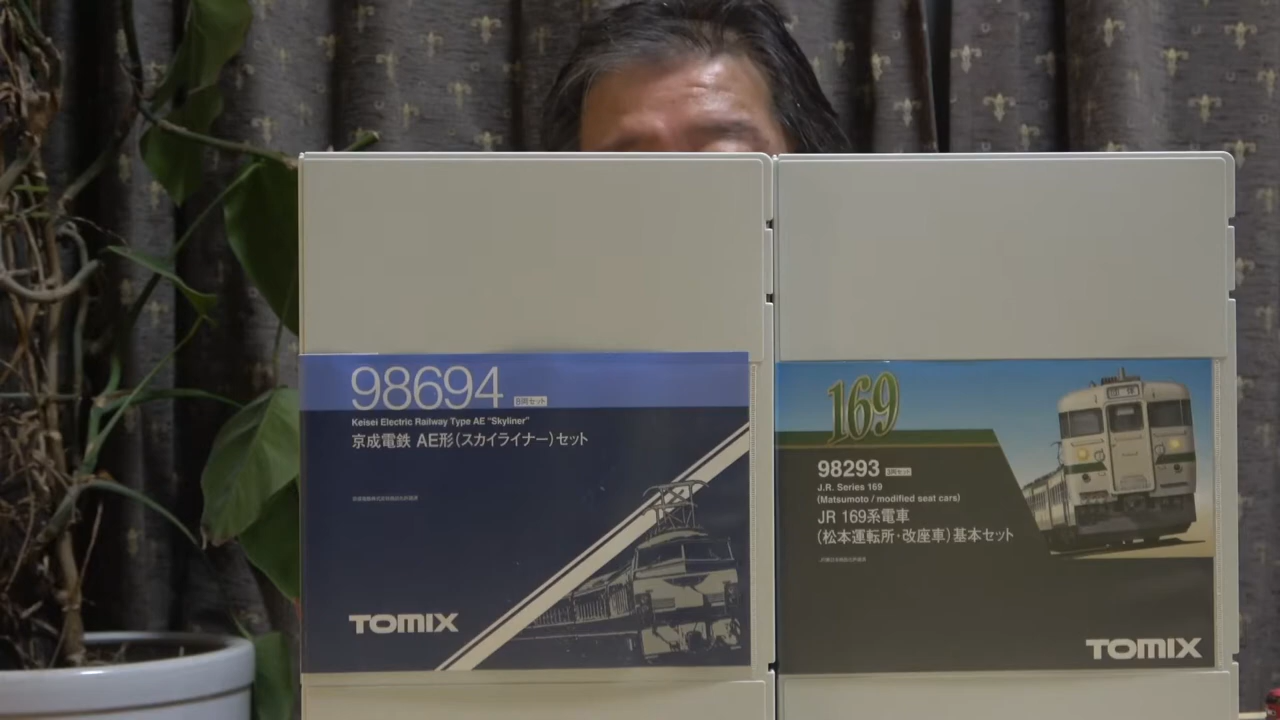 98694 8両セット
Keisei Electric Railway Type AE "Skyliner"
京成電鉄 AE形(スカイライナー)セット
TOMIX
169
98293 3両セット
J.R. Series 169
(Matsumoto / modified seat cars)
JR 169系電車
(松本運転所・改座車)基本セット
TOMIX